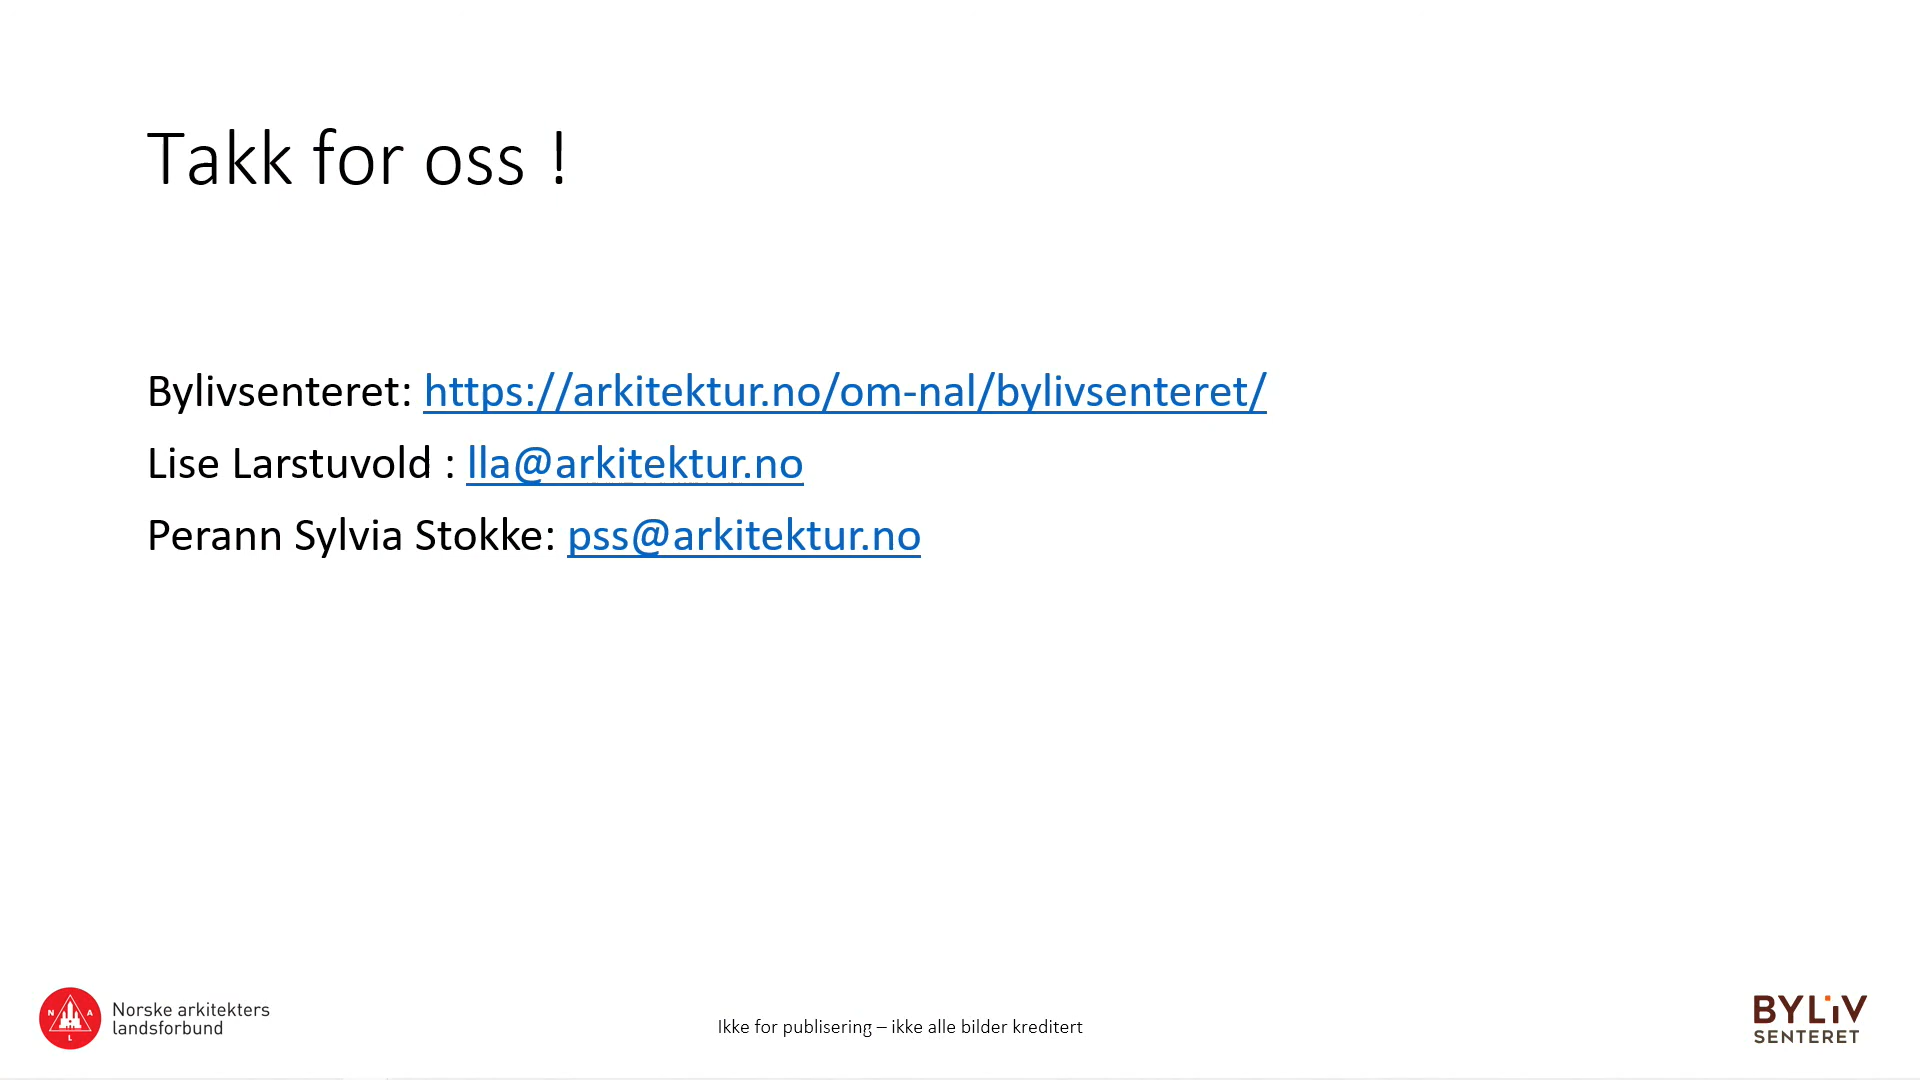 Takk for oss !
Bylivsenteret: https://arkitektur.no/om-nal/bylivsenteret/
Lise Larstuvold : lla@arkitektur.no
Perann Sylvia Stokke: pss@arkitektur.no
N A
L
Norske arkitekters
landsforbund
Ikke for publisering – ikke alle bilder kreditert
BYLiV
SENTERET